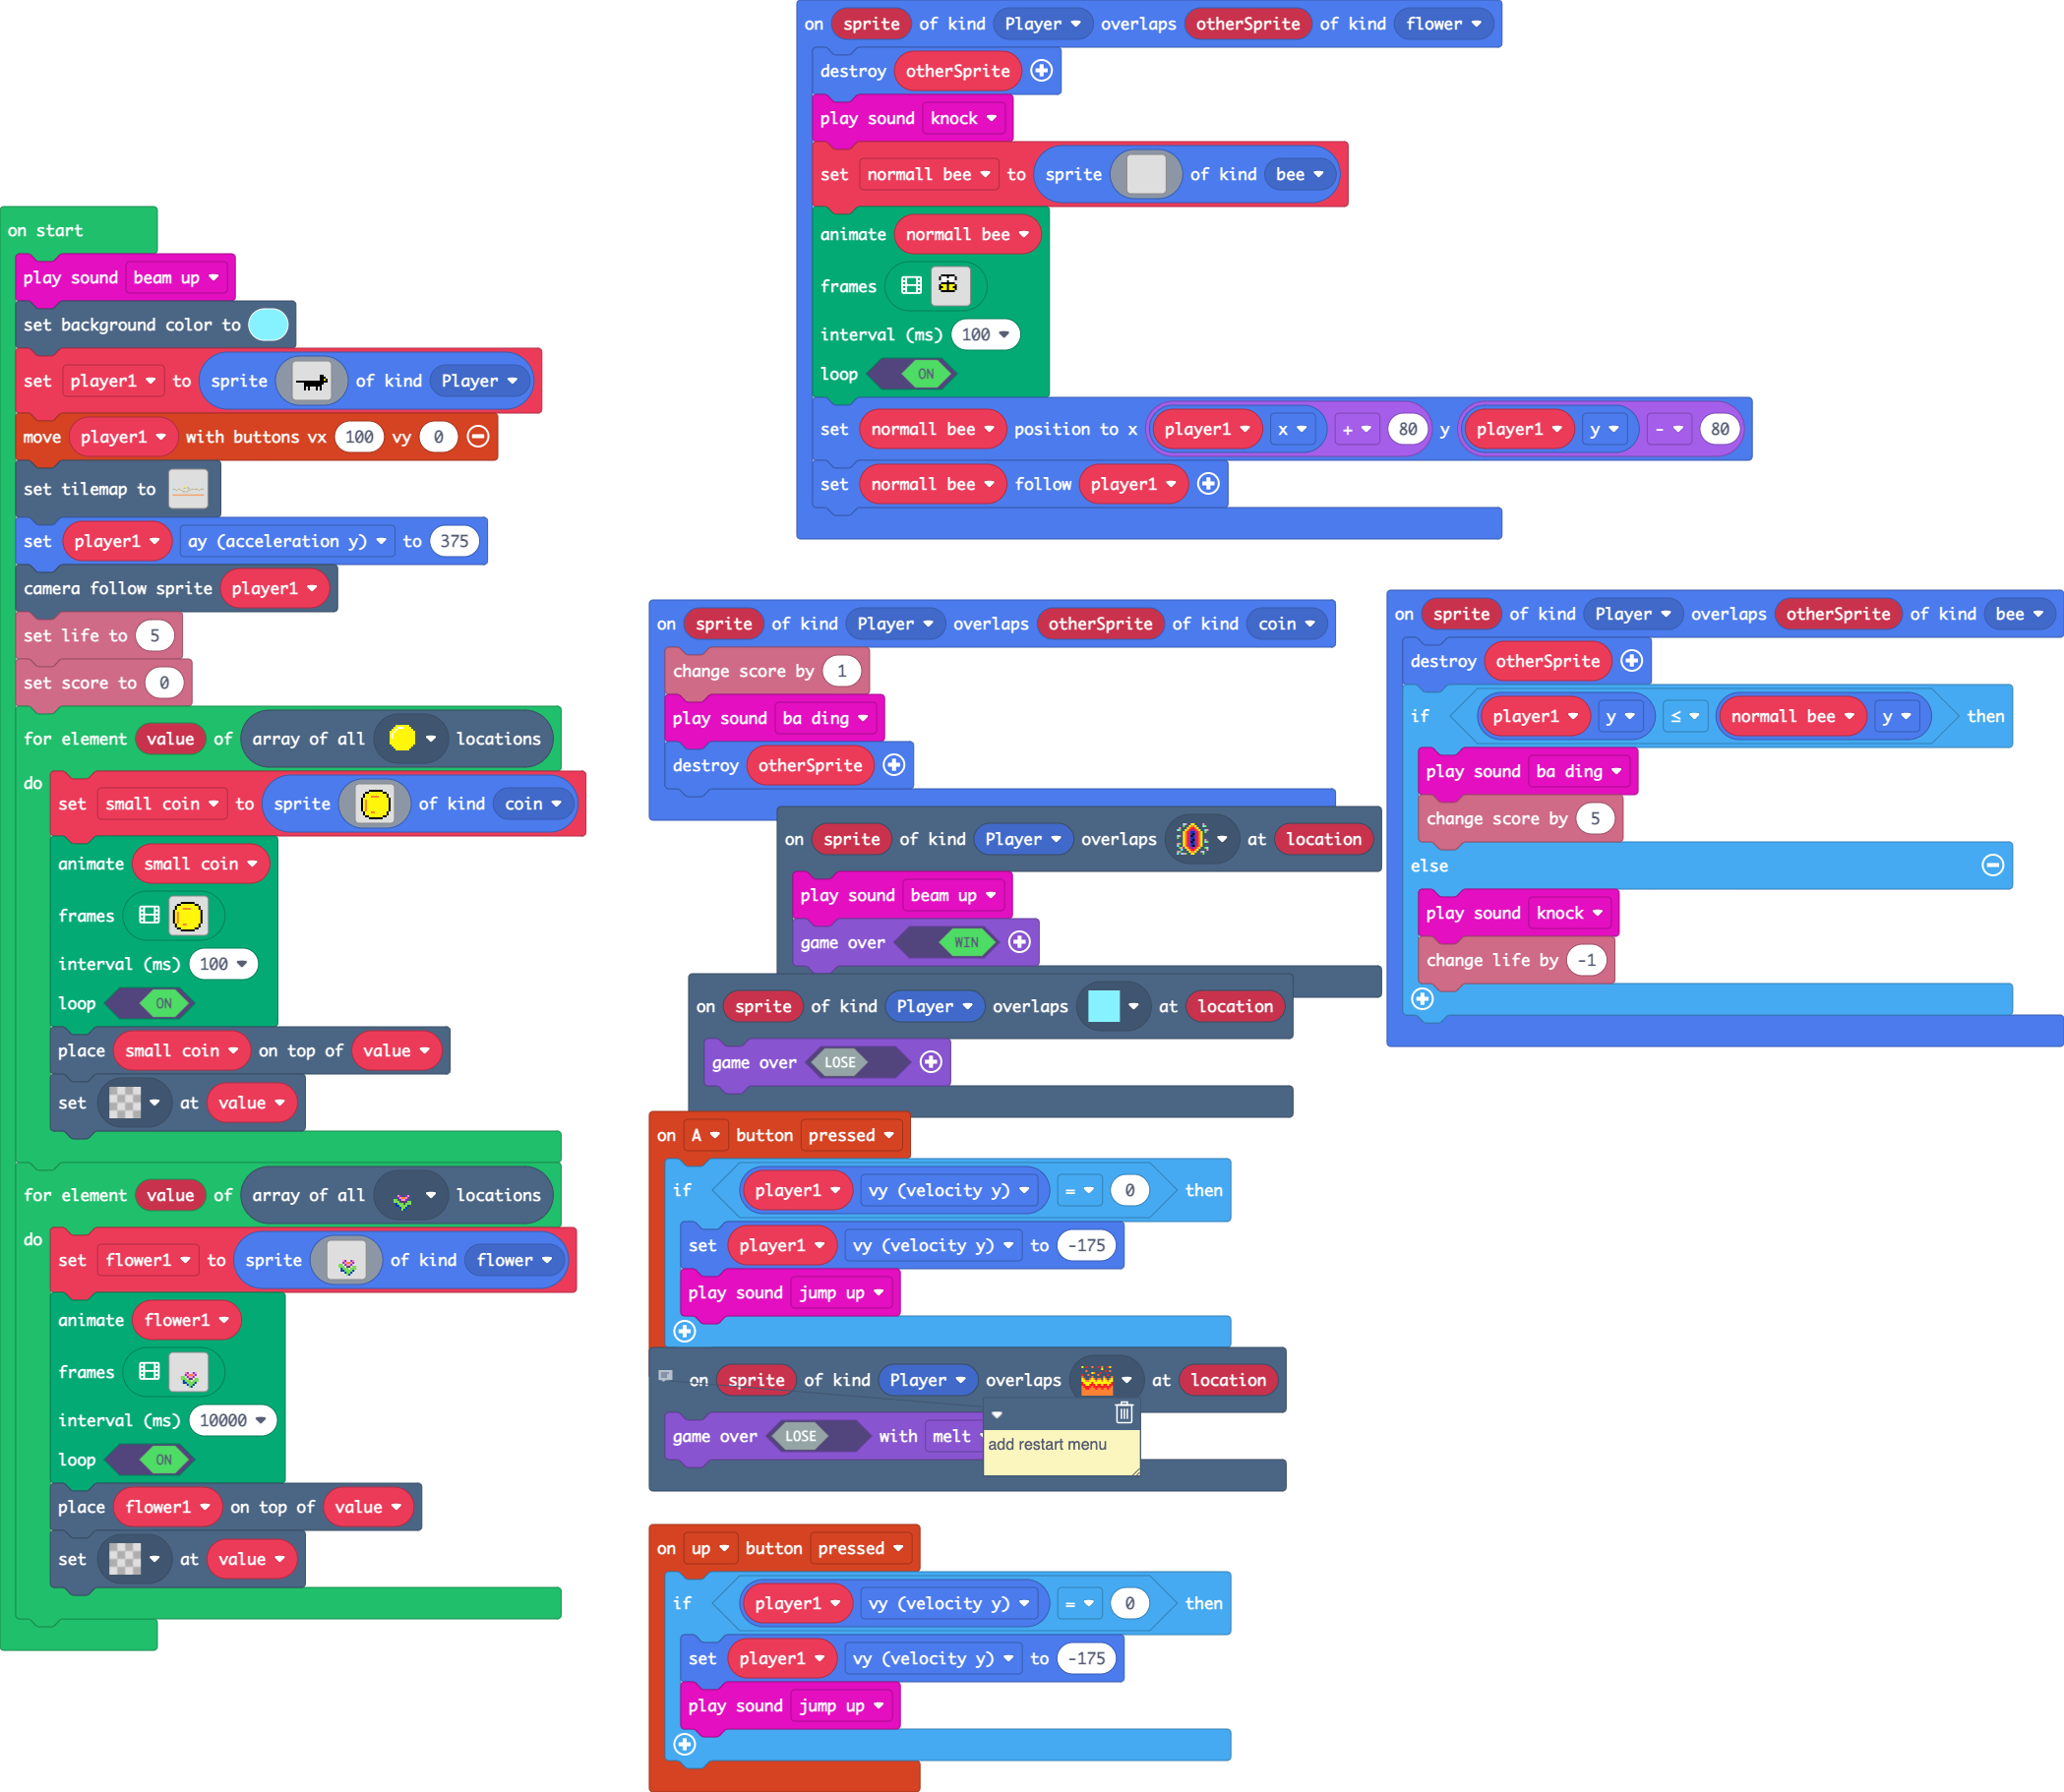 on start
play sound beam up
set background color to
set player1 to sprite of kind Player
move player1 with buttons vx 100 vy 0
set tilemap to
set player1 ay (acceleration y) to 375
camera follow sprite player1
set life to 5
set score to 0
for element value of array of all locations
do
set small coin to sprite of kind coin
animate small coin
frames
interval (ms) 100
loop ON
place small coin on top of value
set at value
for element value of array of all locations
do
set flower1 to sprite of kind flower
animate flower1
frames
interval (ms) 10000
loop ON
place flower1 on top of value
set at value
on sprite of kind Player overlaps otherSprite of kind flower
destroy otherSprite
play sound knock
set normall bee to sprite of kind bee
animate normall bee
frames
interval (ms) 100
loop ON
set normall bee position to x player1 x + 80 y player1 y - 80
set normall bee follow player1
on sprite of kind Player overlaps otherSprite of kind coin
change score by 1
play sound ba ding
destroy otherSprite
on sprite of kind Player overlaps at location
play sound beam up
game over WIN
on sprite of kind Player overlaps at location
game over LOSE
on A button pressed
if player1 vy (velocity y) = 0 then
set player1 vy (velocity y) to -175
play sound jump up
on sprite of kind Player overlaps at location
game over LOSE with melt
add restart menu
on up button pressed
if player1 vy (velocity y) = 0 then
set player1 vy (velocity y) to -175
play sound jump up
on sprite of kind Player overlaps otherSprite of kind bee
destroy otherSprite
if player1 y ≤ normall bee y then
play sound ba ding
change score by 5
else
play sound knock
change life by -1